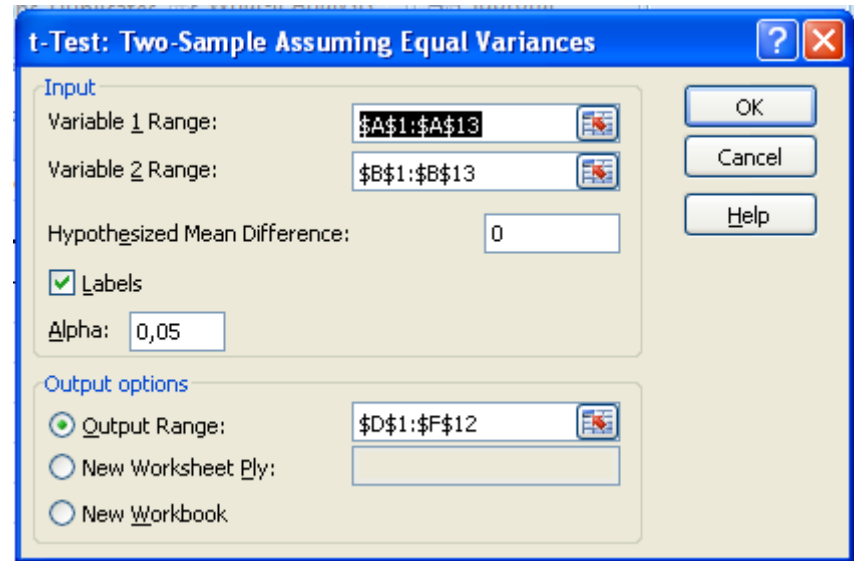 t-Test: Two-Sample Assuming Equal Variances
Input
Variable 1 Range: $A$1:$A$13
Variable 2 Range: $B$1:$B$13
Hypothesized Mean Difference: 0
Labels
Alpha: 0,05
OK
Cancel
Help
Output options
Output Range: $D$1:$F$12
New Worksheet Ply:
New Workbook